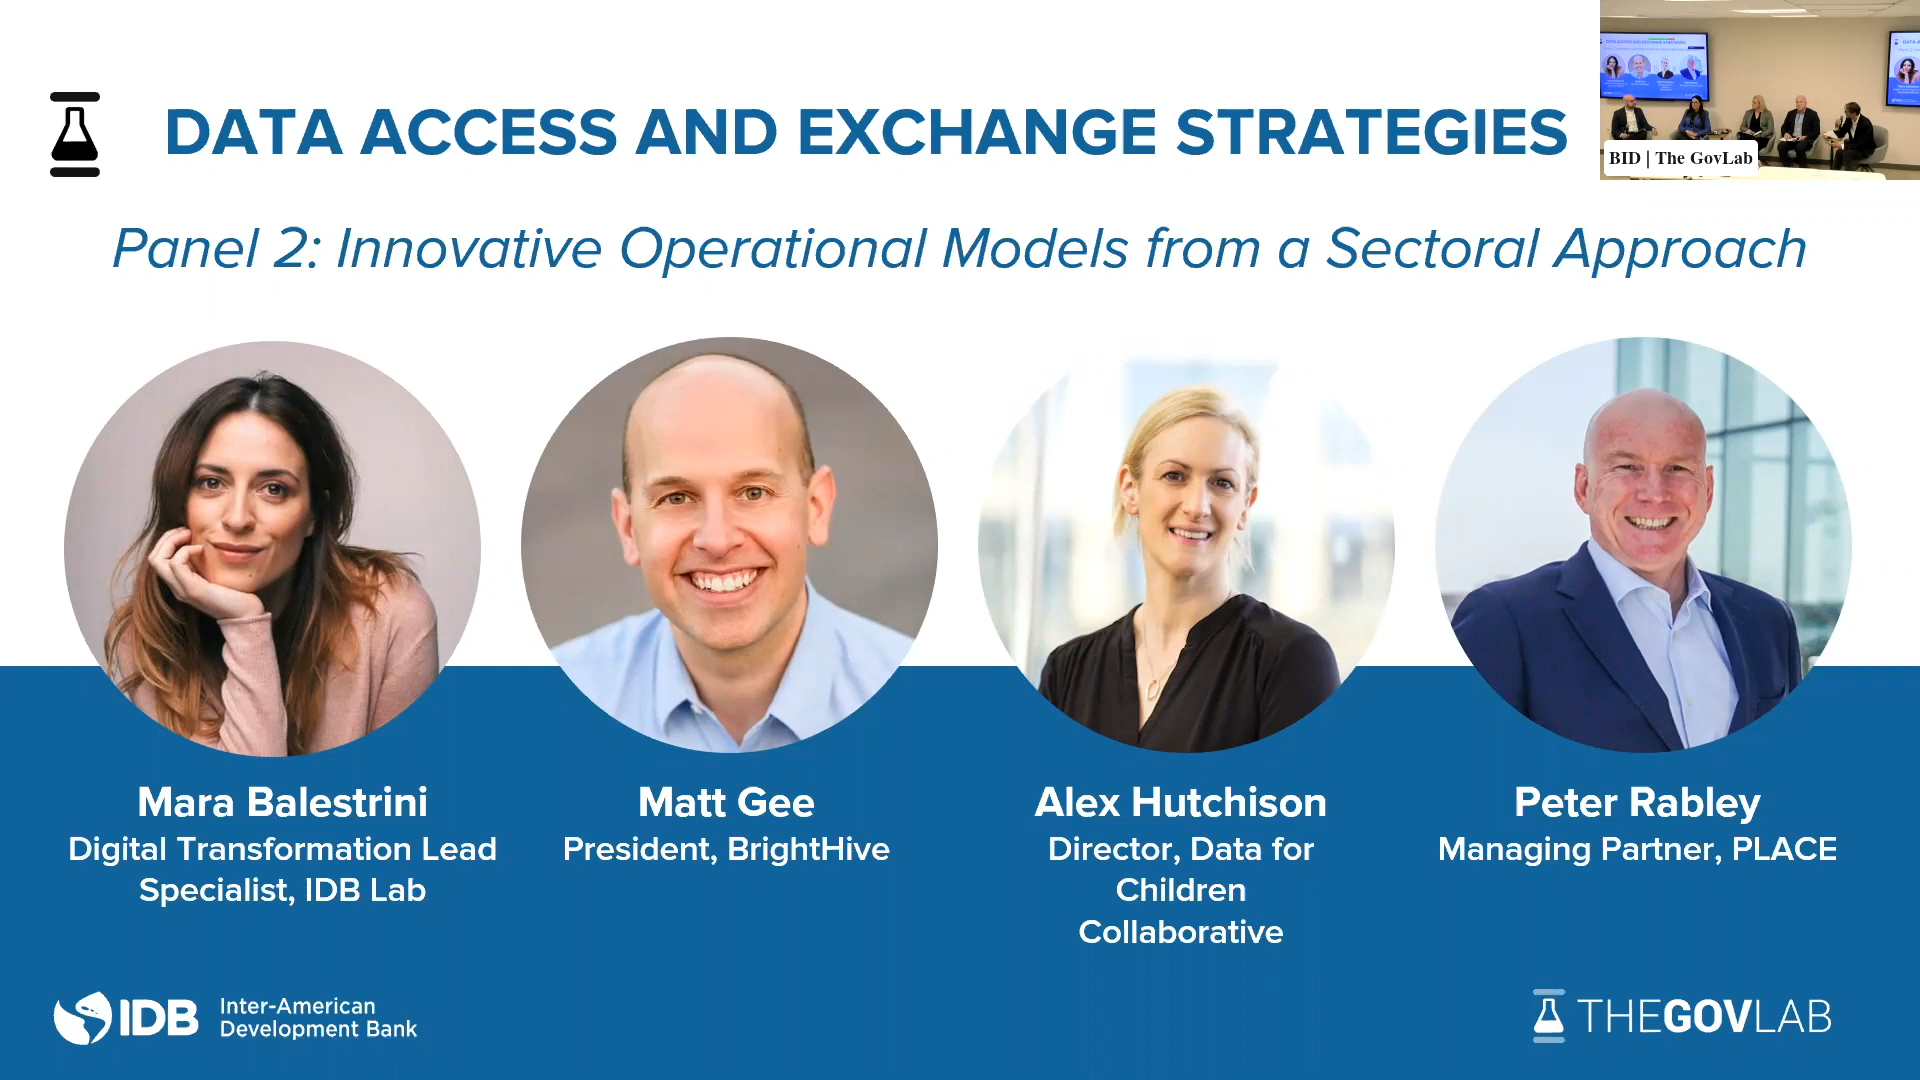 DATA ACCESS AND EXCHANGE STRATEGIES
BID | The GovLab
Panel 2: Innovative Operational Models from a Sectoral Approach
Mara Balestrini
Digital Transformation Lead
Specialist, IDB Lab
Matt Gee
President, BrightHive
Alex Hutchison
Director, Data for
Children
Collaborative
Peter Rabley
Managing Partner, PLACE
IDB
Inter-American
Development Bank
THEGOVLAB